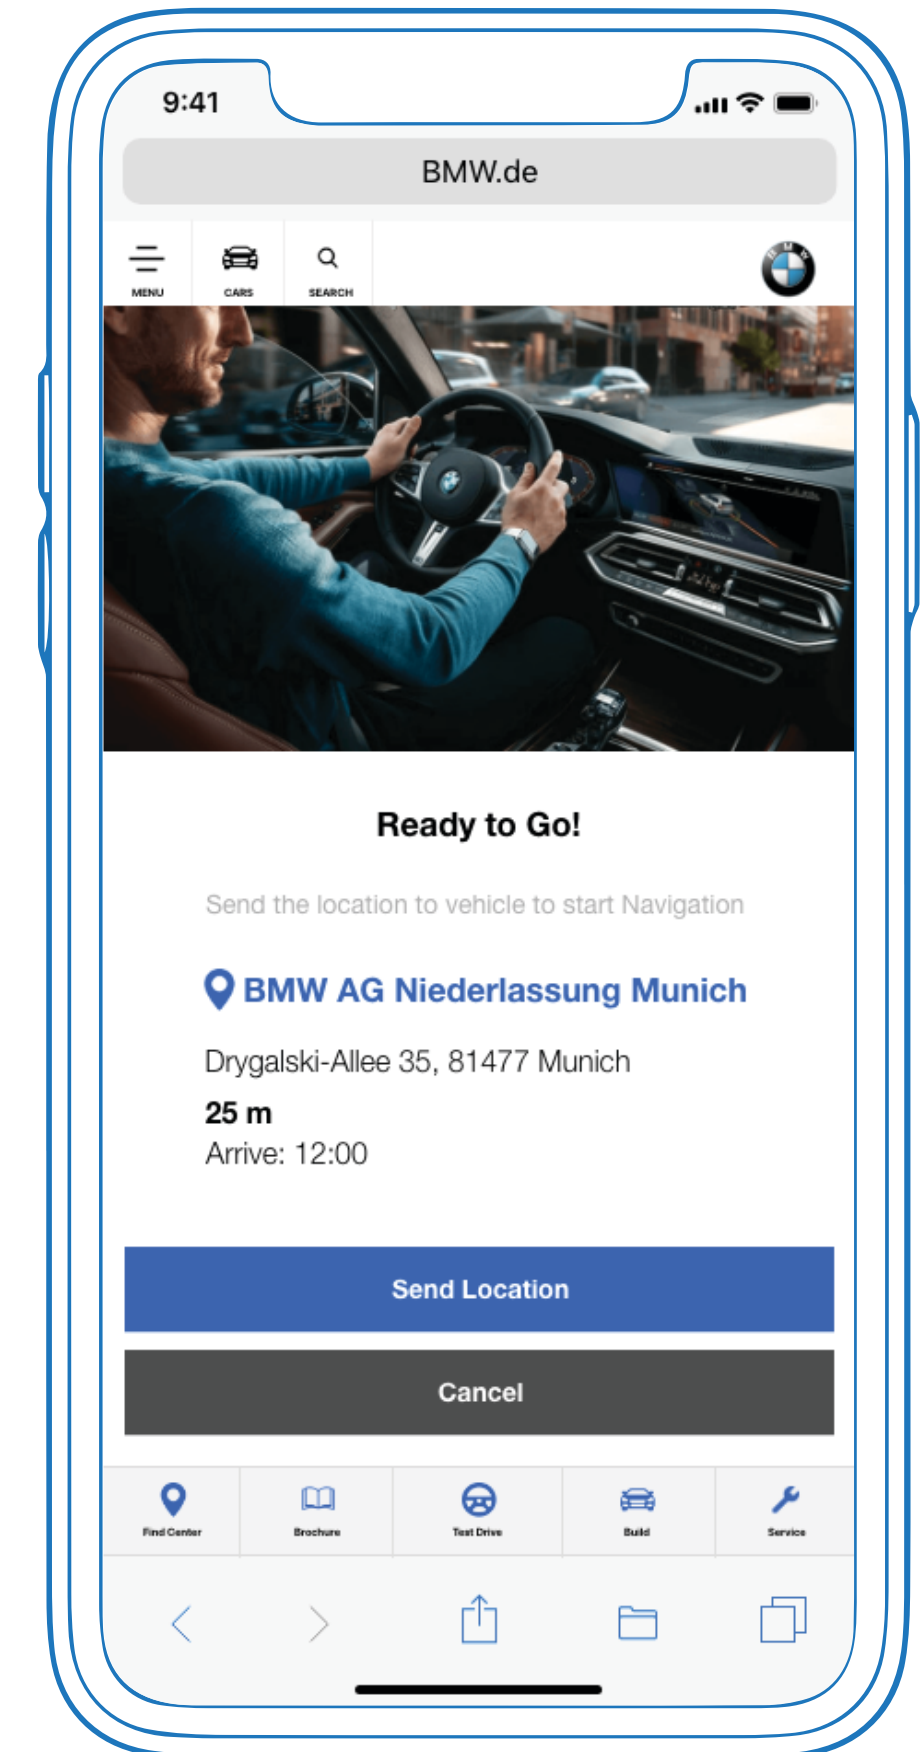 9:41
BMW.de
MENU
CARS
SEARCH
BMW
Ready to Go!
Send the location to vehicle to start Navigation
BMW AG Niederlassung Munich
Drygalski-Allee 35, 81477 Munich
25 m
Arrive: 12:00
Send Location
Cancel
Find Center
Brochure
Test Drive
Build
Service